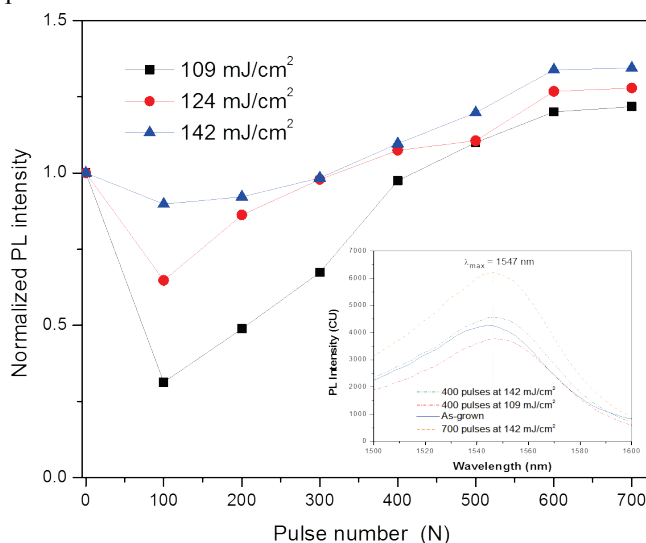 1.5
1.0
0.5
0.0
Normalized PL intensity
109 mJ/cm²
124 mJ/cm²
142 mJ/cm²
0 100 200 300 400 500 600 700
Pulse number (N)
7000
6000
5000
4000
3000
2000
1000
0
PL Intensity (CU)
λmax = 1547 nm
400 pulses at 142 mJ/cm²
400 pulses at 109 mJ/cm²
As-grown
700 pulses at 142 mJ/cm²
1500 1520 1540 1560 1580 1600
Wavelength (nm)